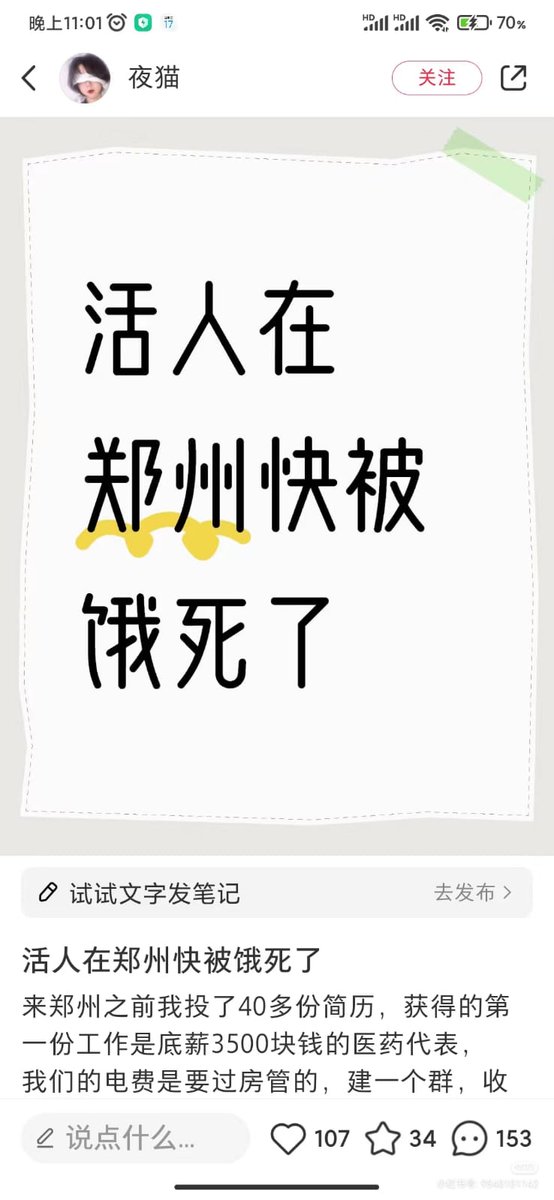 晚上11:01
17
HD HD 70%
夜猫
关注
活人在
郑州快被
饿死了
试试文字发笔记
去发布
活人在郑州快被饿死了
来郑州之前我投了40多份简历，获得的第
一份工作是底薪3500块钱的医药代表，
我们的电费是要过房管的，建一个群，收
说点什么...
107
34
153